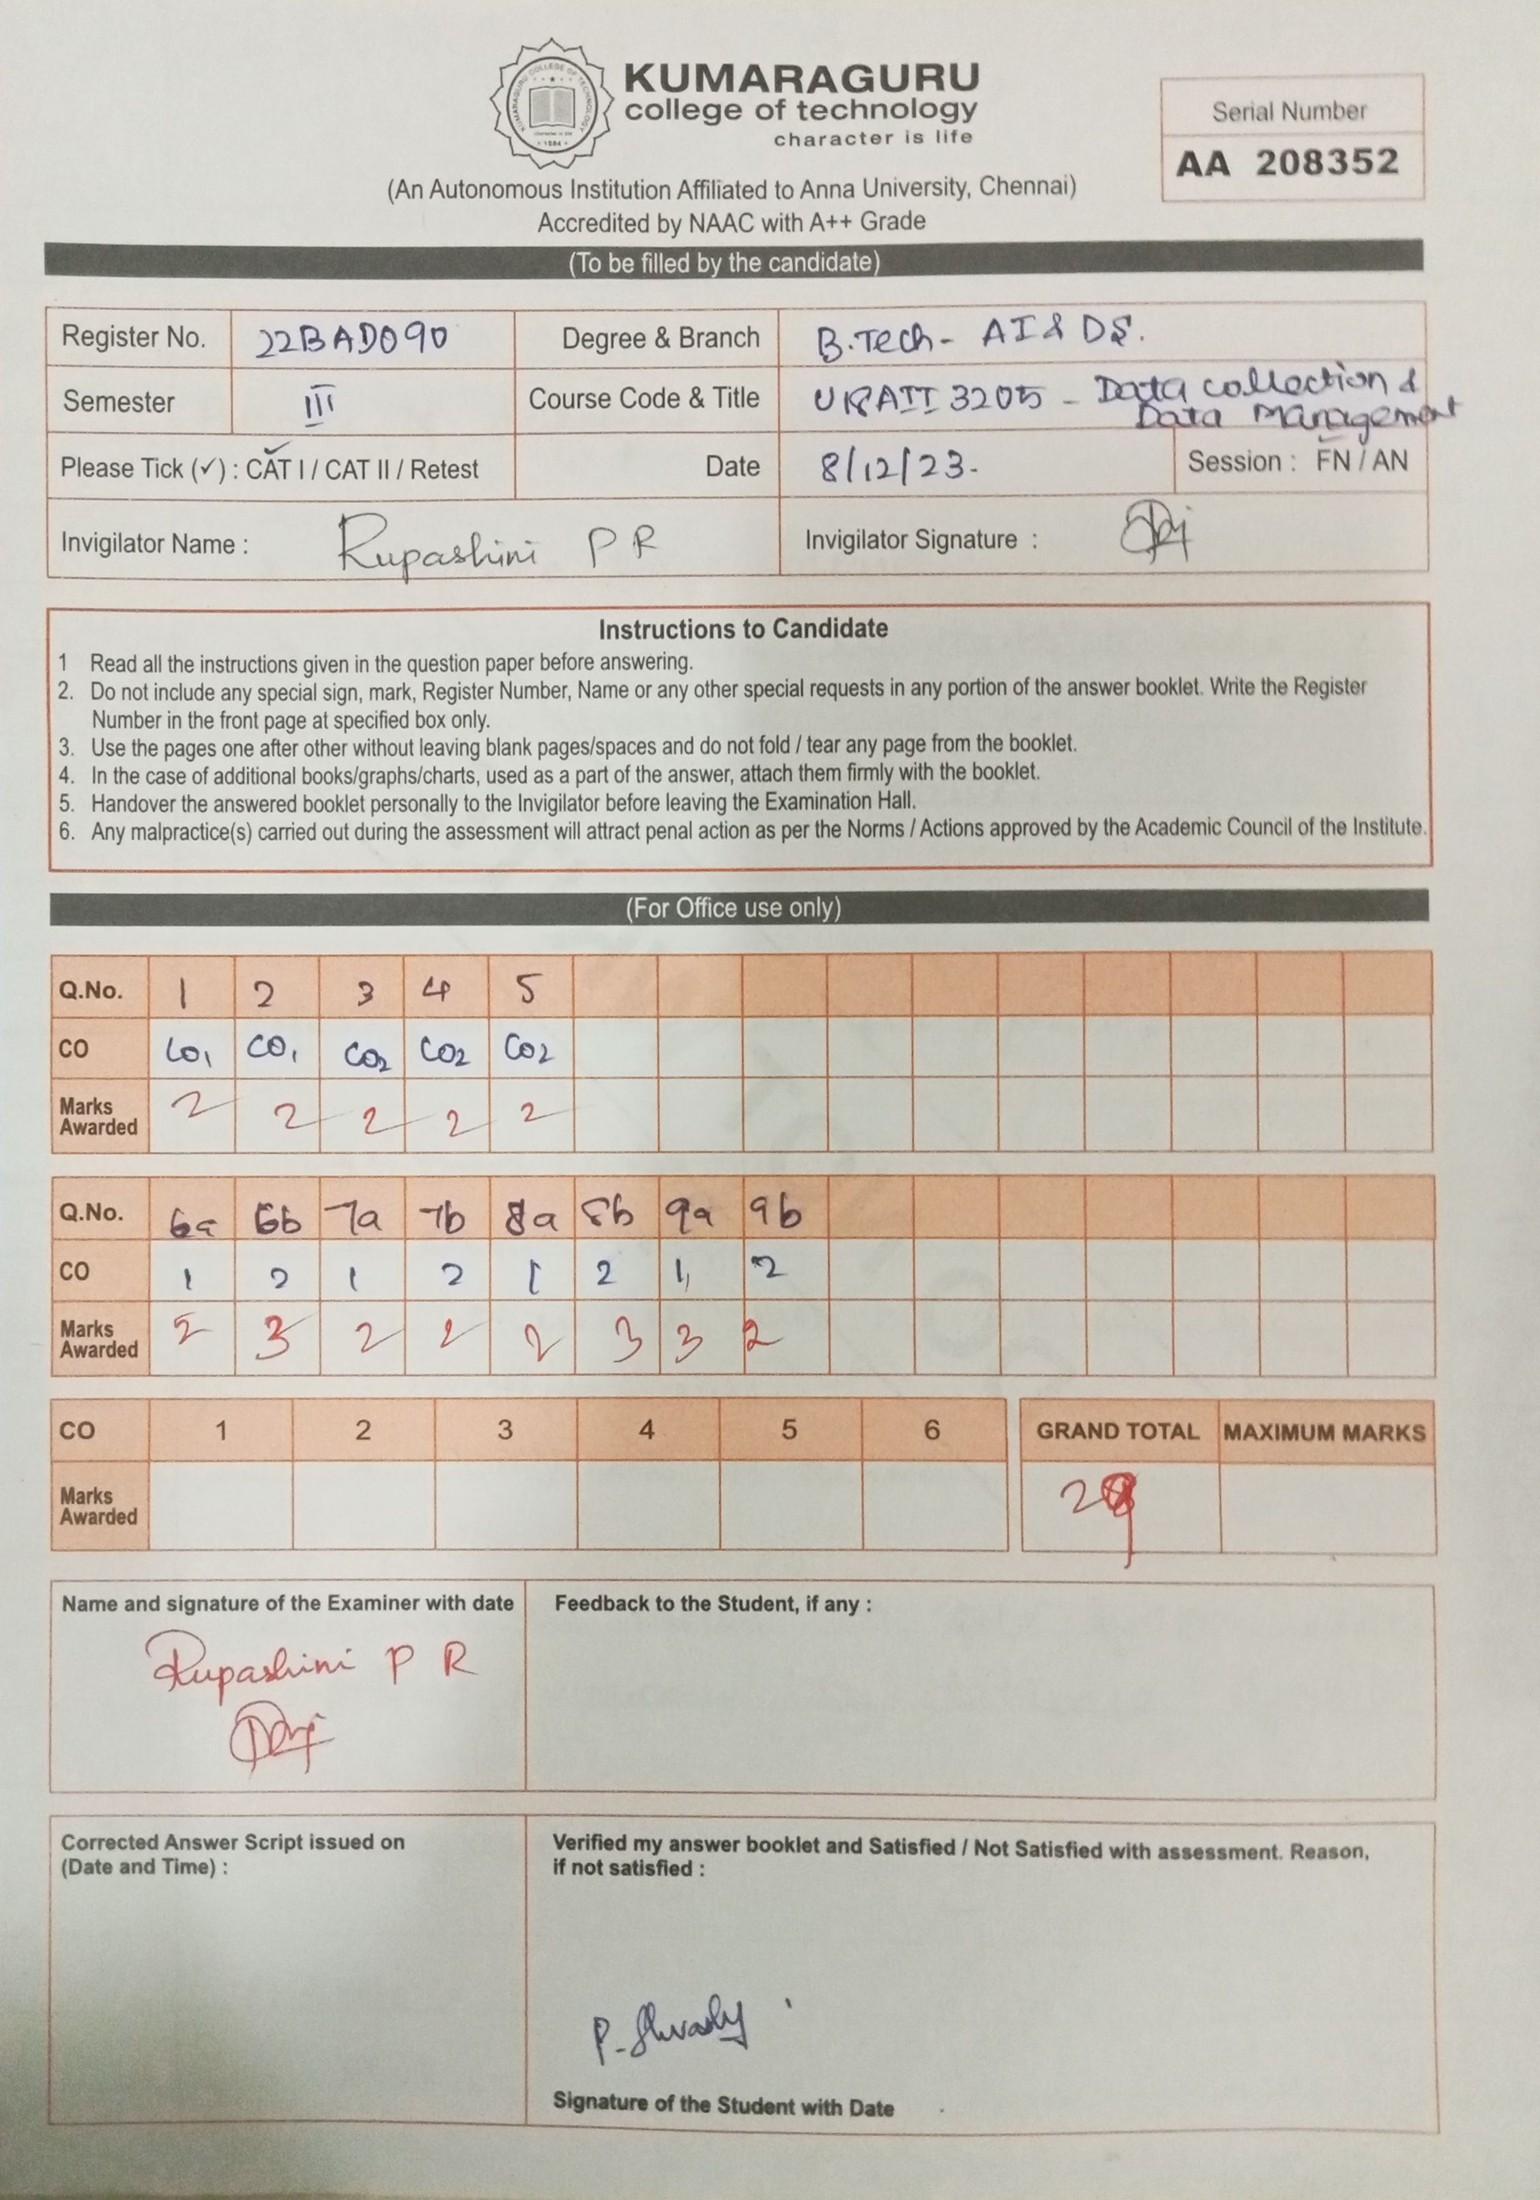 KUMARAGURU
college of technology
character is life
Serial Number
AA 208352
(An Autonomous Institution Affiliated to Anna University, Chennai)
Accredited by NAAC with A++ Grade
(To be filled by the candidate)
Register No. 22BAD090 Degree & Branch B.Tech - AI & DS.
Semester III Course Code & Title 3205 - Data collection & Data Management
Please Tick (✓) : CAT I / CAT II / Retest Date 8/12/23. Session : FN / AN
Invigilator Name : Rupashini P R Invigilator Signature :
Instructions to Candidate
1 Read all the instructions given in the question paper before answering.
2. Do not include any special sign, mark, Register Number, Name or any other special requests in any portion of the answer booklet. Write the Register
Number in the front page at specified box only.
3. Use the pages one after other without leaving blank pages/spaces and do not fold / tear any page from the booklet.
4. In the case of additional books/graphs/charts, used as a part of the answer, attach them firmly with the booklet.
5. Handover the answered booklet personally to the Invigilator before leaving the Examination Hall.
6. Any malpractice(s) carried out during the assessment will attract penal action as per the Norms / Actions approved by the Academic Council of the Institute.
(For Office use only)
Q.No. 1 2 3 4 5
CO CO1 CO1 CO2 CO2 CO2
Marks Awarded 2 2 2 2 2
Q.No. 6a 6b 7a 7b 8a 8b 9a 9b
CO 1 2 1 2 1 2 1 2
Marks Awarded 2 3 2 2 2 3 3 2
CO 1 2 3 4 5 6 GRAND TOTAL MAXIMUM MARKS
Marks Awarded 29
Name and signature of the Examiner with date
Rupashini P R
Feedback to the Student, if any :
Corrected Answer Script issued on
(Date and Time) :
Verified my answer booklet and Satisfied / Not Satisfied with assessment. Reason,
if not satisfied :
Signature of the Student with Date